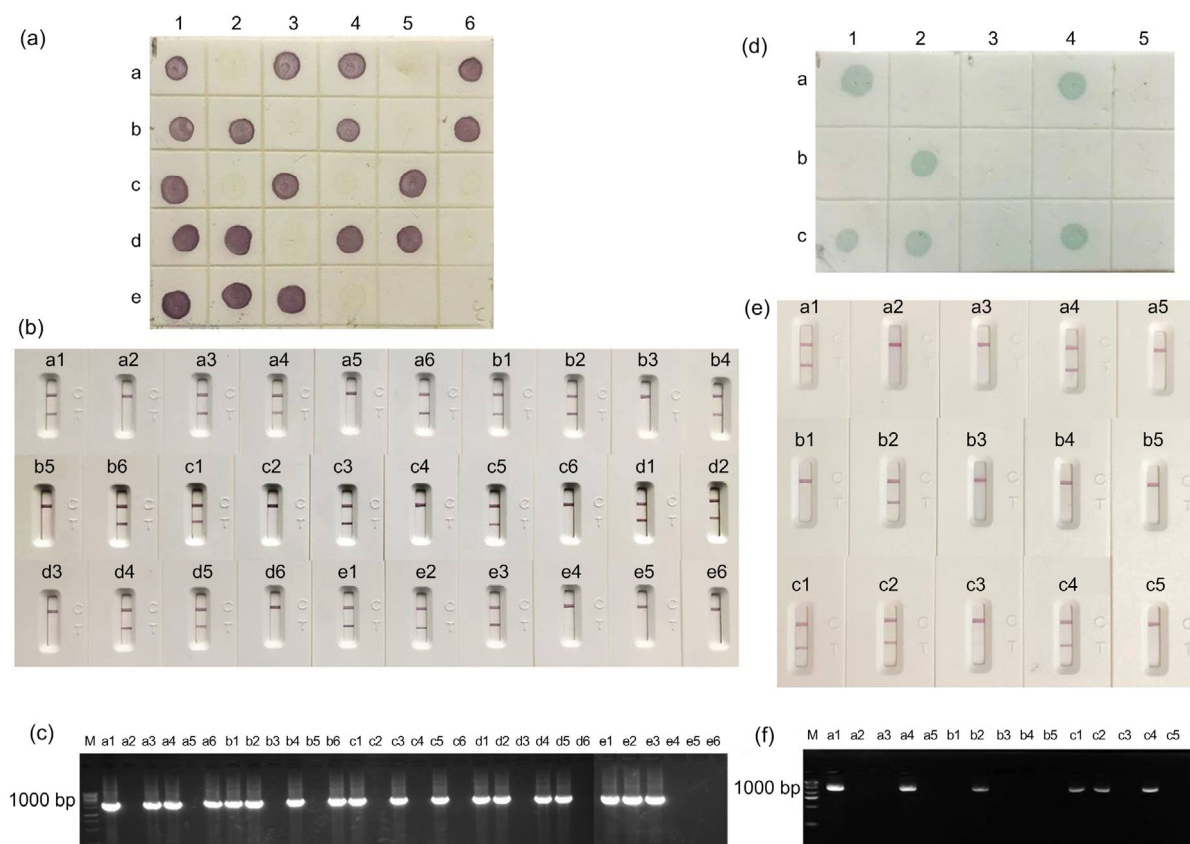 (a)
1 2 3 4 5 6
a
b
c
d
e
(b)
a1 a2 a3 a4 a5 a6 b1 b2 b3 b4
C T C T C T C T C T C T C T C T C T C T
b5 b6 c1 c2 c3 c4 c5 c6 d1 d2
C T C T C T C T C T C T C T C T C T C T
d3 d4 d5 d6 e1 e2 e3 e4 e5 e6
C T C T C T C T C T C T C T C T C T C T
(c)
M a1 a2 a3 a4 a5 a6 b1 b2 b3 b4 b5 b6 c1 c2 c3 c4 c5 c6 d1 d2 d3 d4 d5 d6 e1 e2 e3 e4 e5 e6
1000 bp
(d)
1 2 3 4 5
a
b
c
(e)
a1 a2 a3 a4 a5
C T C T C T C T C T
b1 b2 b3 b4 b5
C T C T C T C T C T
c1 c2 c3 c4 c5
C T C T C T C T C T
(f)
M a1 a2 a3 a4 a5 b1 b2 b3 b4 b5 c1 c2 c3 c4 c5
1000 bp